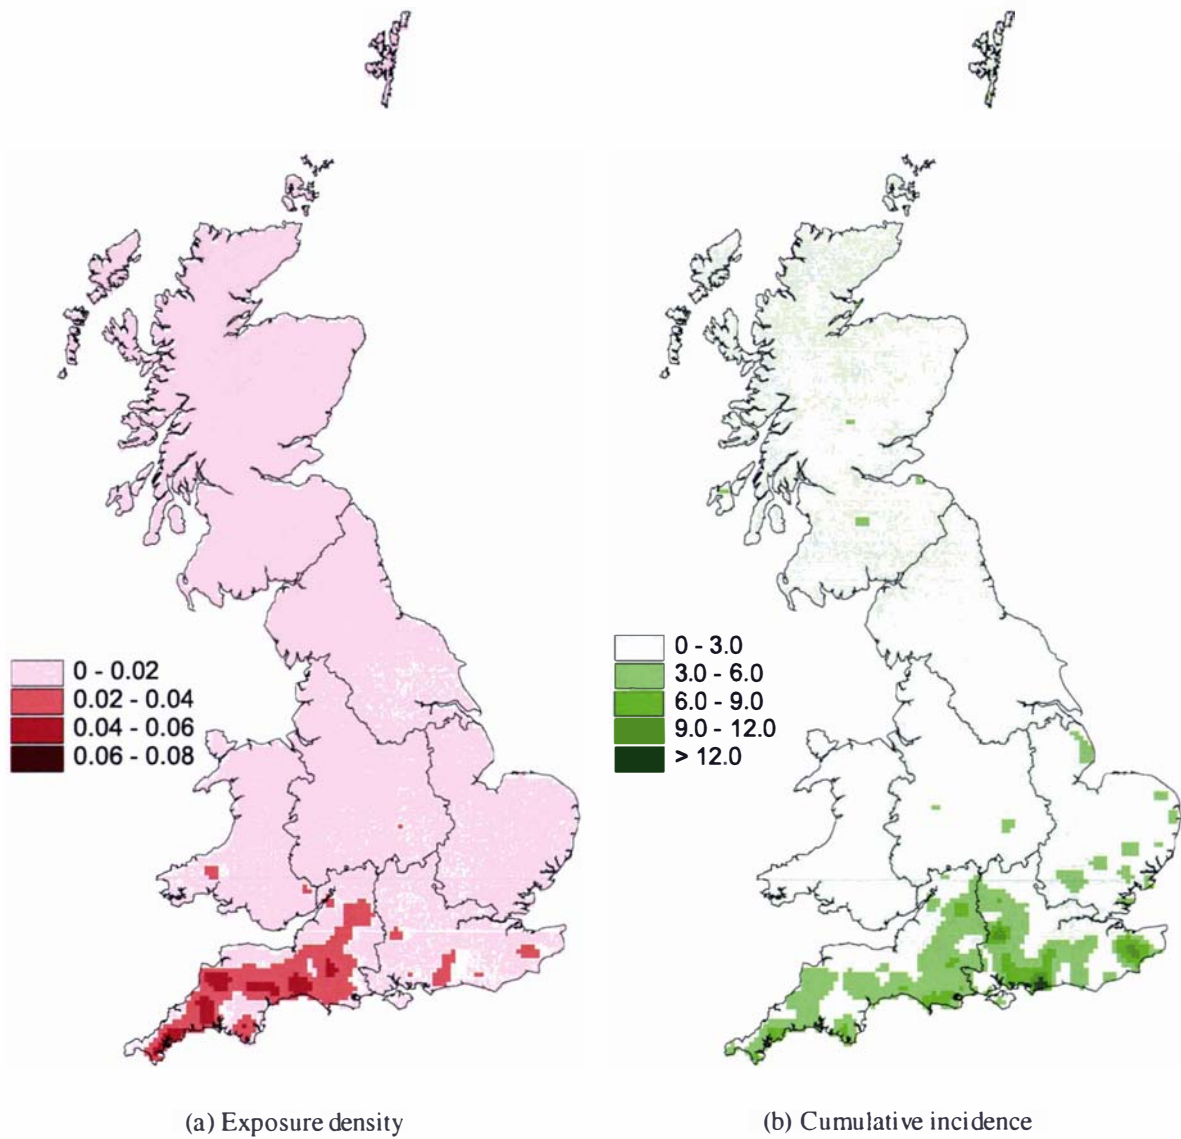 0 - 0.02
0.02 - 0.04
0.04 - 0.06
0.06 - 0.08
0 - 3.0
3.0 - 6.0
6.0 - 9.0
9.0 - 12.0
> 12.0
(a) Exposure density
(b) Cumulative incidence